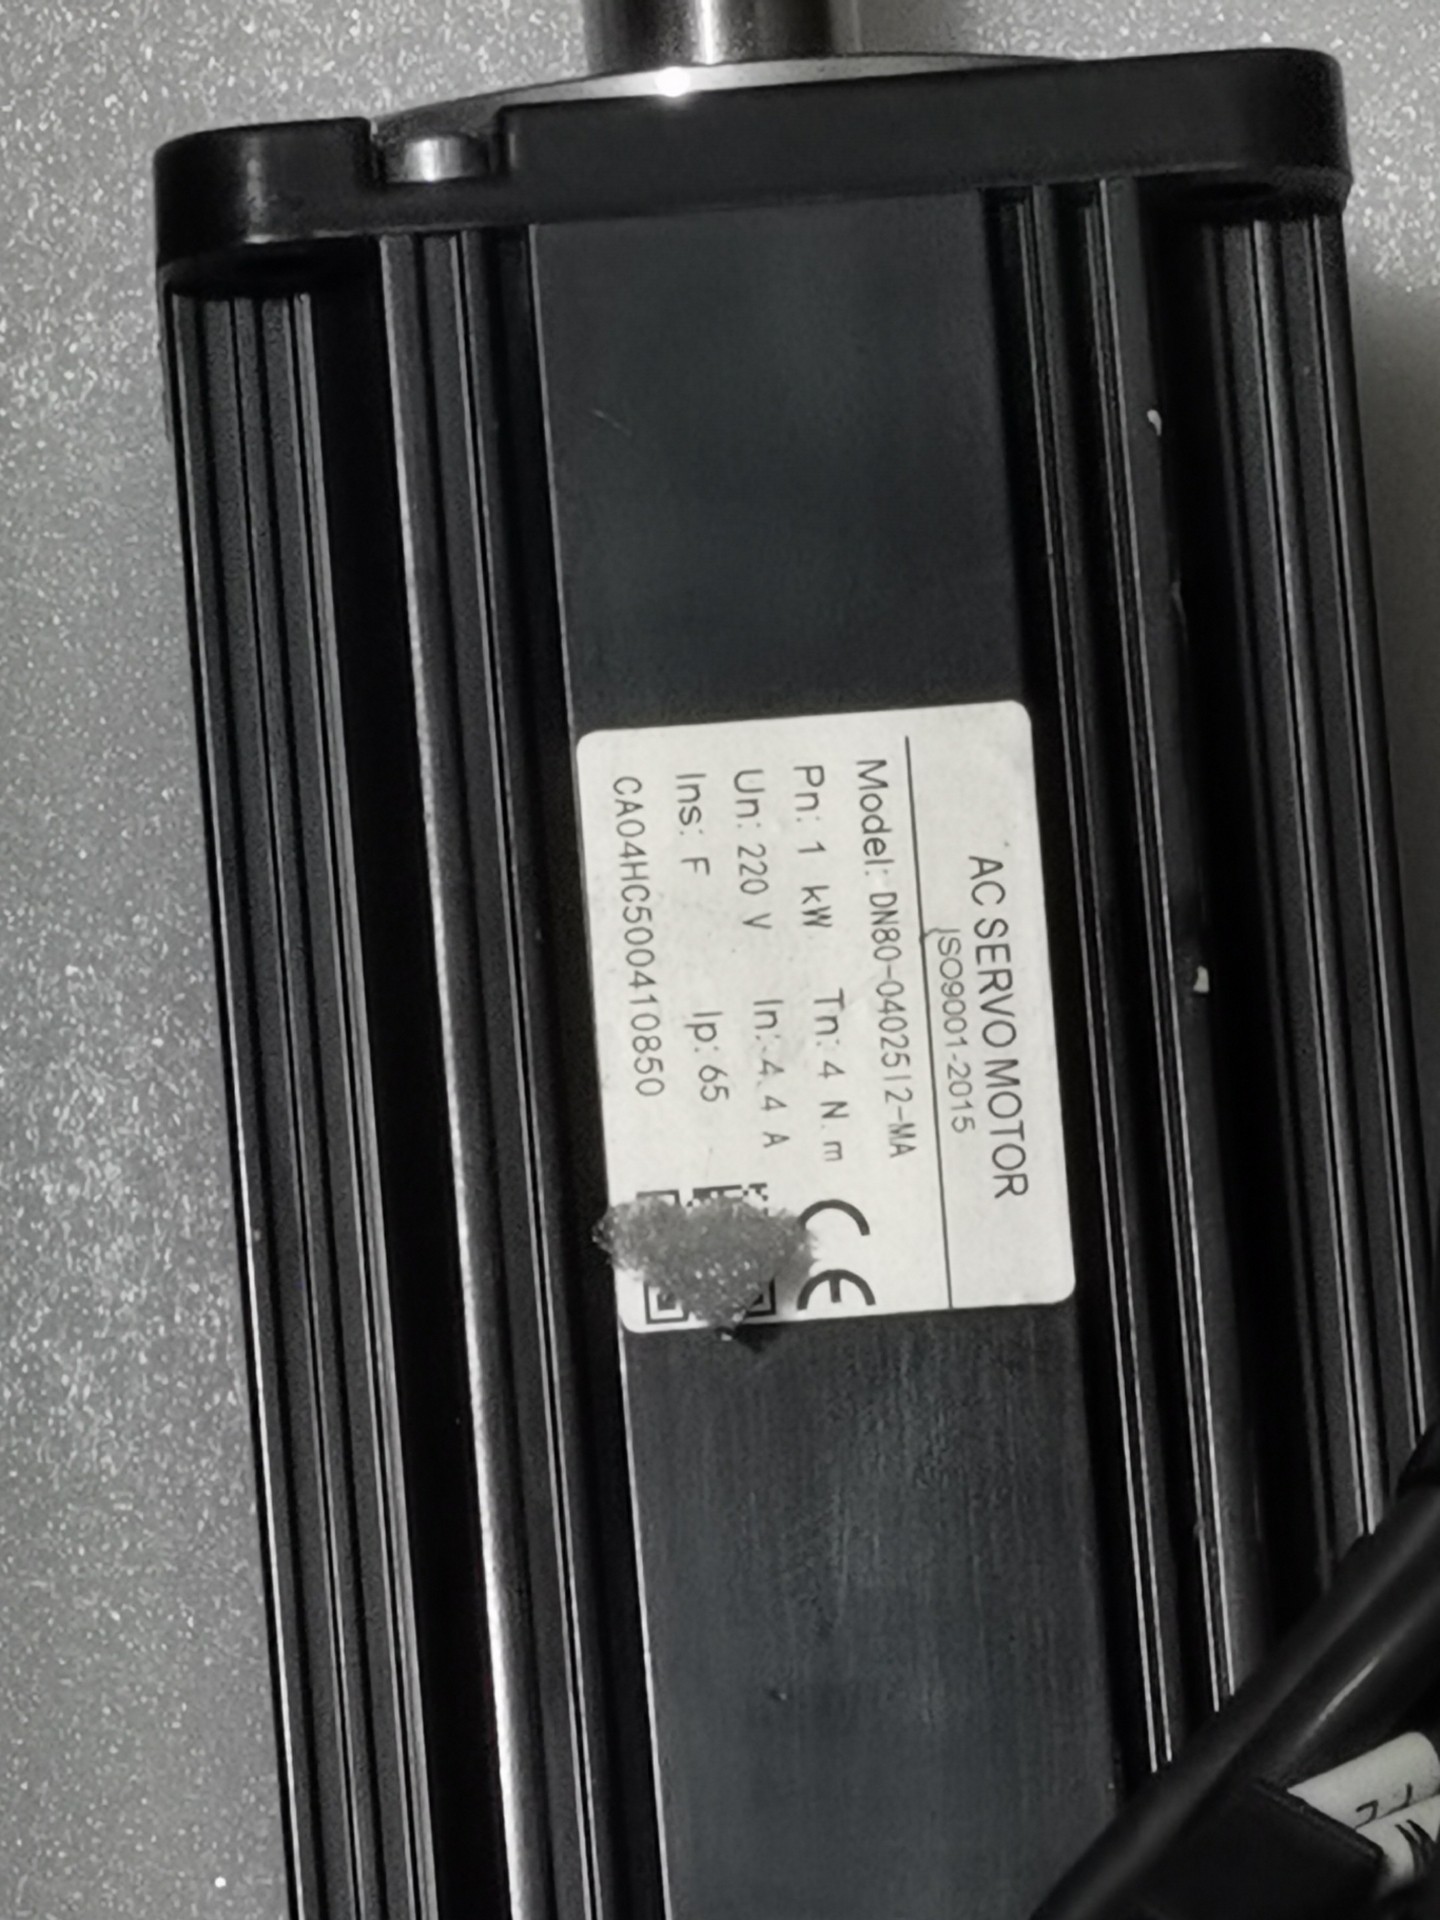 AC SERVO MOTOR
ISO9001-2015
Model: DN80-04025I2-MA
Pn: 1 kW Tn: 4 N.m
Un: 220 V In: 4.4 A
Ins: F Ip: 65
CA04HC500410850
CE